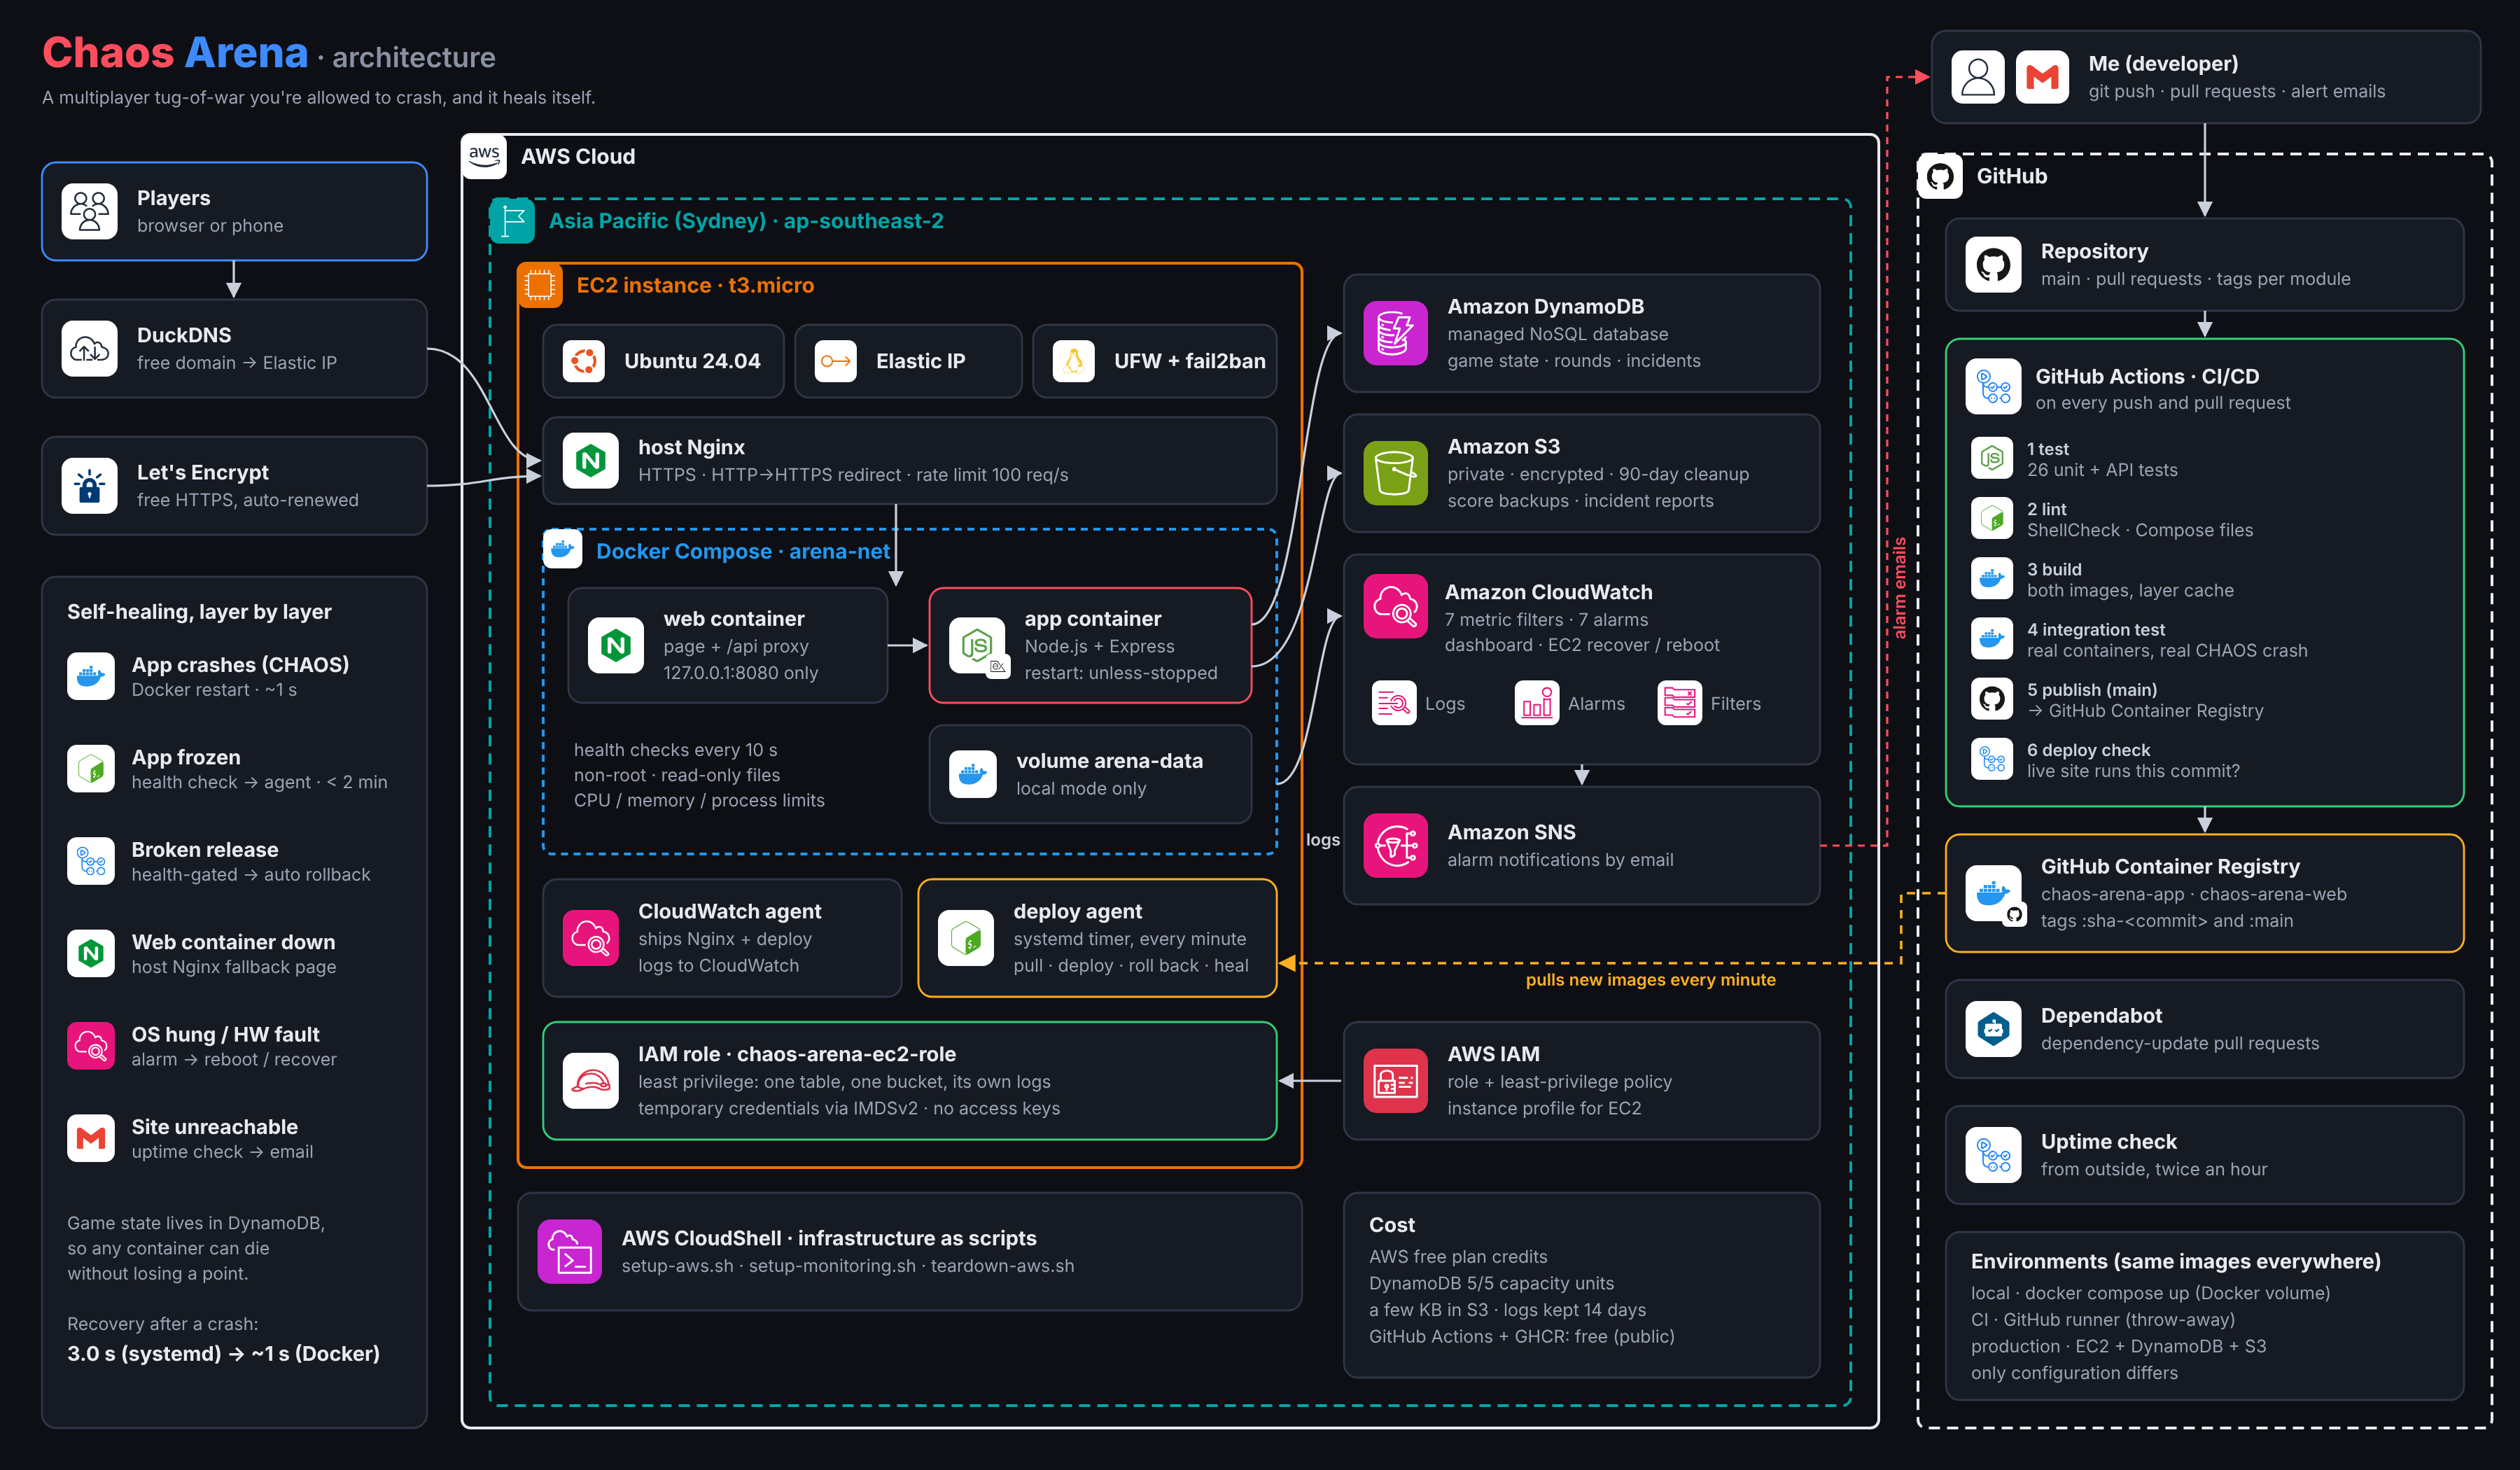 Chaos Arena · architecture
A multiplayer tug-of-war you're allowed to crash, and it heals itself.
Players
browser or phone
DuckDNS
free domain → Elastic IP
Let's Encrypt
free HTTPS, auto-renewed
Self-healing, layer by layer
App crashes (CHAOS)
Docker restart · ~1 s
App frozen
health check → agent · < 2 min
Broken release
health-gated → auto rollback
Web container down
host Nginx fallback page
OS hung / HW fault
alarm → reboot / recover
Site unreachable
uptime check → email
Game state lives in DynamoDB,
so any container can die
without losing a point.
Recovery after a crash:
3.0 s (systemd) → ~1 s (Docker)
aws
AWS Cloud
Asia Pacific (Sydney) · ap-southeast-2
EC2 instance · t3.micro
Ubuntu 24.04
Elastic IP
UFW + fail2ban
host Nginx
HTTPS · HTTP→HTTPS redirect · rate limit 100 req/s
Docker Compose · arena-net
web container
page + /api proxy
127.0.0.1:8080 only
app container
Node.js + Express
restart: unless-stopped
health checks every 10 s
non-root · read-only files
CPU / memory / process limits
volume arena-data
local mode only
logs
CloudWatch agent
ships Nginx + deploy
logs to CloudWatch
deploy agent
systemd timer, every minute
pull · deploy · roll back · heal
IAM role · chaos-arena-ec2-role
least privilege: one table, one bucket, its own logs
temporary credentials via IMDSv2 · no access keys
AWS CloudShell · infrastructure as scripts
setup-aws.sh · setup-monitoring.sh · teardown-aws.sh
Amazon DynamoDB
managed NoSQL database
game state · rounds · incidents
Amazon S3
private · encrypted · 90-day cleanup
score backups · incident reports
Amazon CloudWatch
7 metric filters · 7 alarms
dashboard · EC2 recover / reboot
Logs
Alarms
Filters
Amazon SNS
alarm notifications by email
pulls new images every minute
AWS IAM
role + least-privilege policy
instance profile for EC2
Cost
AWS free plan credits
DynamoDB 5/5 capacity units
a few KB in S3 · logs kept 14 days
GitHub Actions + GHCR: free (public)
alarm emails
Me (developer)
git push · pull requests · alert emails
GitHub
Repository
main · pull requests · tags per module
GitHub Actions · CI/CD
on every push and pull request
1 test
26 unit + API tests
2 lint
ShellCheck · Compose files
3 build
both images, layer cache
4 integration test
real containers, real CHAOS crash
5 publish (main)
→ GitHub Container Registry
6 deploy check
live site runs this commit?
GitHub Container Registry
chaos-arena-app · chaos-arena-web
tags :sha-<commit> and :main
Dependabot
dependency-update pull requests
Uptime check
from outside, twice an hour
Environments (same images everywhere)
local · docker compose up (Docker volume)
CI · GitHub runner (throw-away)
production · EC2 + DynamoDB + S3
only configuration differs